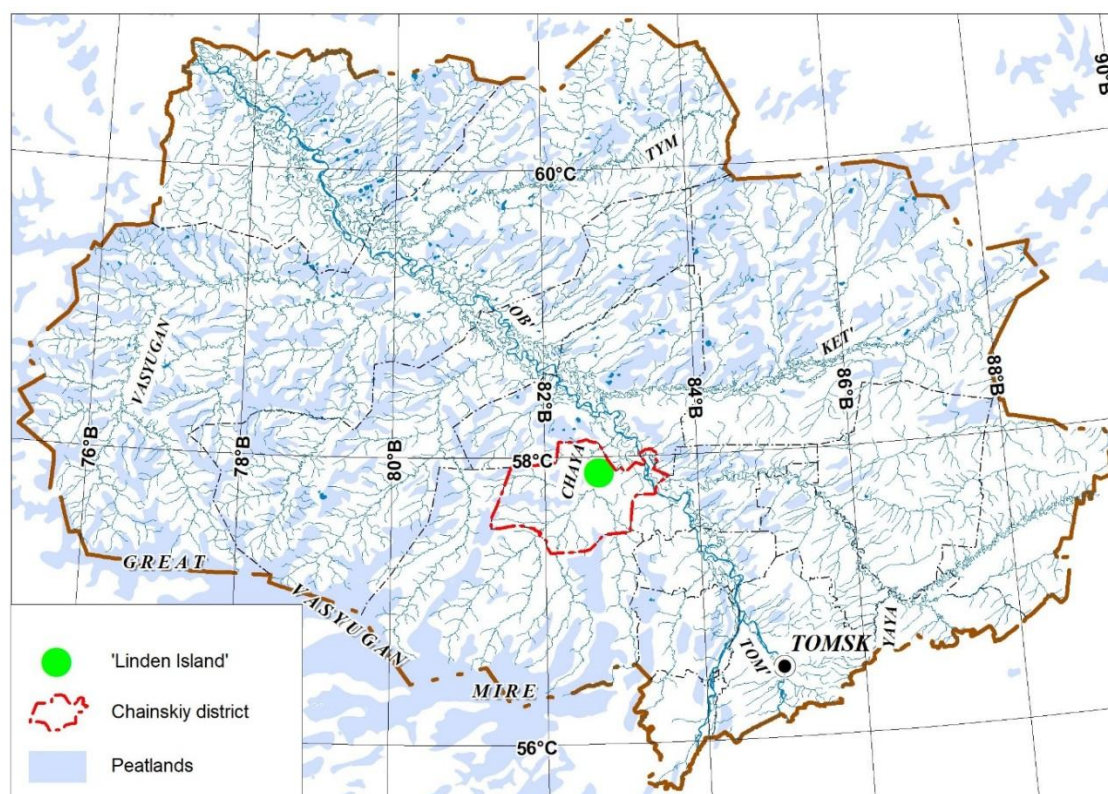 90°B
TYM
60°C
OB'
VASYUGAN
KET'
76°B
78°B
80°B
82°B
84°B
86°B
88°B
58°C
CHAYA
GREAT
VASYUGAN
MIRE
TOM'
TOMSK
YAYA
56°C
'Linden Island'
Chainskiy district
Peatlands